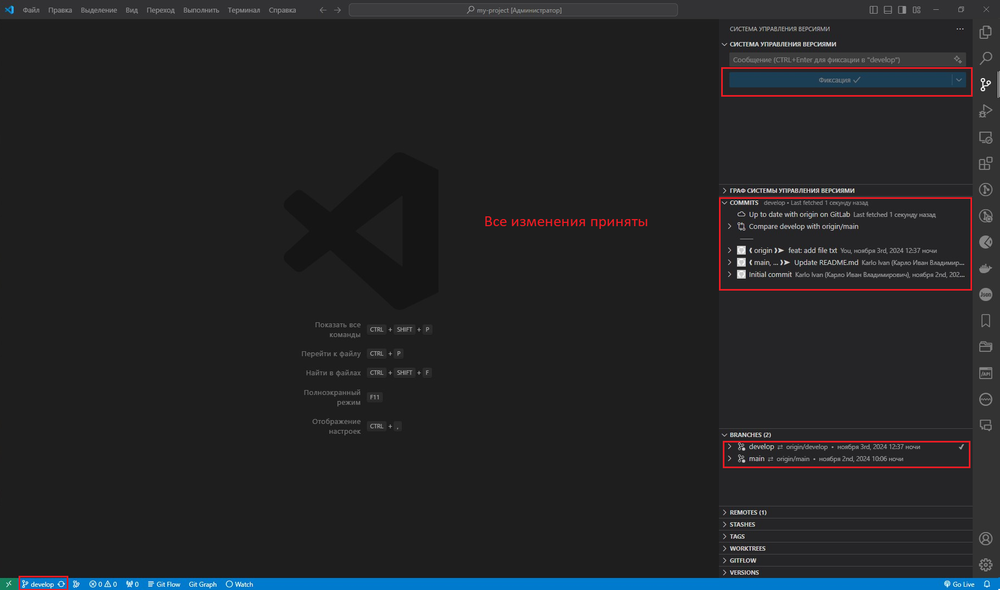 Файл Правка Выделение Вид Переход Выполнить Терминал Справка
my-project [Администратор]
СИСТЕМА УПРАВЛЕНИЯ ВЕРСИЯМИ
СИСТЕМА УПРАВЛЕНИЯ ВЕРСИЯМИ
Сообщение (CTRL+Enter для фиксации в "develop")
Фиксация
ГРАФ СИСТЕМЫ УПРАВЛЕНИЯ ВЕРСИЯМИ
COMMITS develop • Last fetched 1 секунду назад
Up to date with origin on GitLab Last fetched 1 секунду назад
Compare develop with origin/main
❰ origin ❱➤ feat: add file txt You, ноября 3rd, 2024 12:37 ночи
❰ main, ... ❱➤ Update README.md Karlo Ivan (Карло Иван Владимир...
Initial commit Karlo Ivan (Карло Иван Владимирович), ноября 2nd, 202...
Все изменения приняты
Показать все команды CTRL + SHIFT + P
Перейти к файлу CTRL + P
Найти в файлах CTRL + SHIFT + F
Полноэкранный режим F11
Отображение настроек CTRL + ,
BRANCHES (2)
develop ⇄ origin/develop • ноября 3rd, 2024 12:37 ночи
main ⇄ origin/main • ноября 2nd, 2024 10:06 ночи
REMOTES (1)
STASHES
TAGS
WORKTREES
GITFLOW
VERSIONS
Json
/API
develop 0 0 0 Git Flow Git Graph Watch Go Live